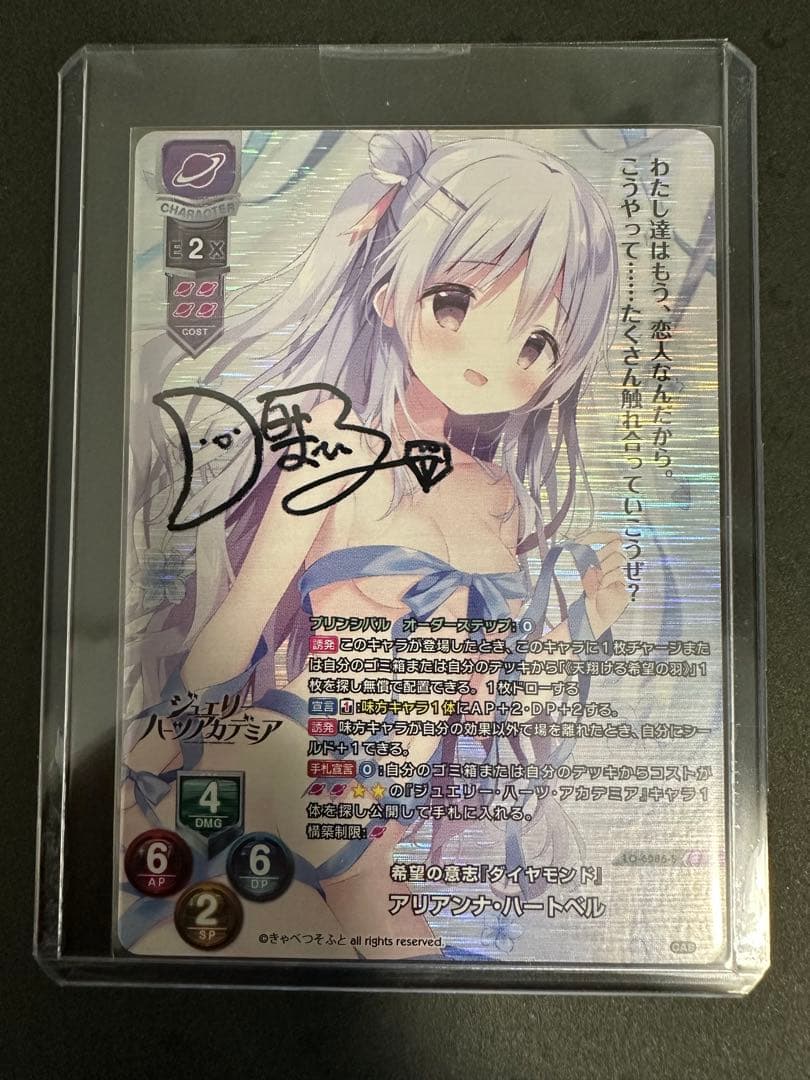 CHARACTER
E 2 X
COST
わたし達はもう、恋人なんだから。
こうやって……たくさん触れ合っていこうぜ?
プリンシパル オーダーステップ:0
誘発 このキャラが登場したとき、このキャラに1枚チャージまた
は自分のゴミ箱または自分のデッキから「《天翔ける希望の羽》」1
枚を探し無償で配置できる。1枚ドローする
宣言 1:味方キャラ1体にAP+2・DP+2する。
誘発 味方キャラが自分の効果以外で場を離れたとき、自分にシー
ルド+1できる。
手札宣言 0:自分のゴミ箱または自分のデッキからコストが
の『ジュエリー・ハーツ・アカデミア』キャラ1
体を探し公開して手札に入れる。
構築制限:
ジュエリー
ハーツアカデミア
4
DMG
6
AP
6
DP
2
SP
希望の意志『ダイヤモンド』
アリアンナ・ハートベル
©きゃべつそふと all rights reserved.
CAB